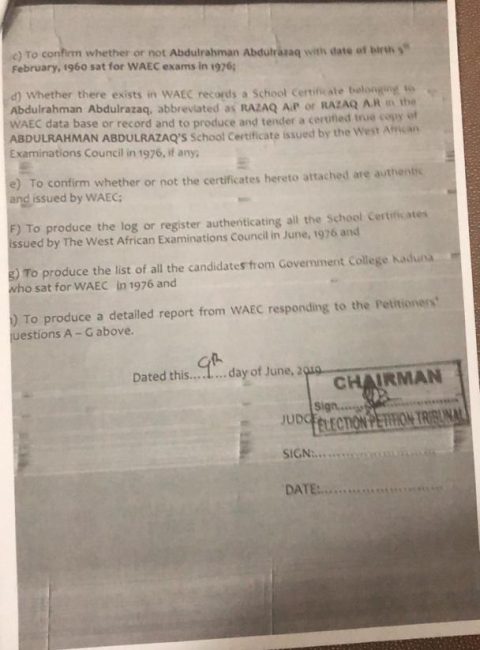 c) To confirm whether or not Abdulrahman Abdulrazaq with date of birth 5th
February, 1960 sat for WAEC exams in 1976;
d) Whether there exists in WAEC records a School Certificate belonging to
Abdulrahman Abdulrazaq, abbreviated as RAZAQ A.P or RAZAQ A.R in the
WAEC data base or record and to produce and tender a certified true copy of
ABDULRAHMAN ABDULRAZAQ'S School Certificate issued by the West African
Examinations Council in 1976, if any;
e) To confirm whether or not the certificates hereto attached are authentic
and issued by WAEC;
F) To produce the log or register authenticating all the School Certificates
issued by The West African Examinations Council in June, 1976 and
g) To produce the list of all the candidates from Government College Kaduna
who sat for WAEC in 1976 and
) To produce a detailed report from WAEC responding to the Petitioners'
uestions A – G above.
Dated this.....9th....day of June, 2019
CHAIRMAN
Sign......
JUDGE
ELECTION PETITION TRIBUNAL
SIGN:....................
DATE:....................